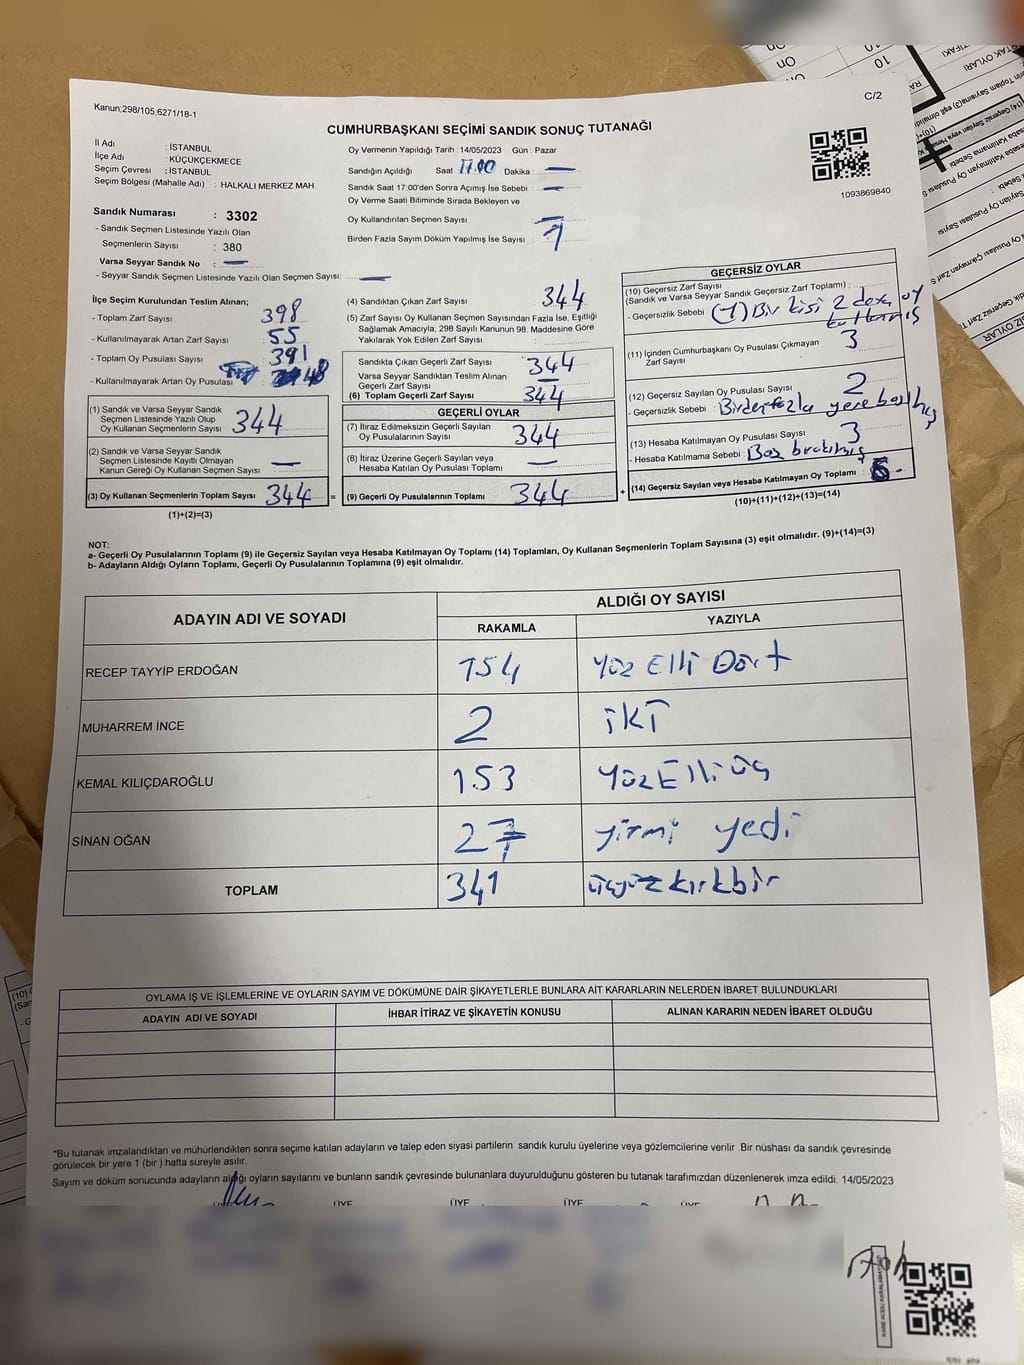 Kanun,298/105,6271/18-1
C/2
CUMHURBAŞKANI SEÇİMİ SANDIK SONUÇ TUTANAĞI
1093869840
İl Adı : İSTANBUL
İlçe Adı : KÜÇÜKÇEKMECE
Seçim Çevresi : İSTANBUL
Seçim Bölgesi (Mahalle Adı) : HALKALI MERKEZ MAH.
Sandık Numarası : 3302
- Sandık Seçmen Listesinde Yazılı Olan
Seçmenlerin Sayısı : 380
Varsa Seyyar Sandık No : —
- Seyyar Sandık Seçmen Listesinde Yazılı Olan Seçmen Sayısı: —
Oy Vermenin Yapıldığı Tarih :14/05/2023 Gün : Pazar
Sandığın Açıldığı Saat 17.00 Dakika : —
Sandık Saat 17:00'den Sonra Açımış İse Sebebi —
Oy Verme Saati Bitiminde Sırada Bekleyen ve
Oy Kullandırılan Seçmen Sayısı —
Birden Fazla Sayım Döküm Yapılmış İse Sayısı : 1
İlçe Seçim Kurulundan Teslim Alınan;
- Toplam Zarf Sayısı : 398
- Kullanılmayarak Artan Zarf Sayısı : 55
- Toplam Oy Pusulası Sayısı : 391
- Kullanılmayarak Artan Oy Pusulası : 48
(1) Sandık ve Varsa Seyyar Sandık
Seçmen Listesinde Yazılı Olup
Oy Kullanan Seçmenlerin Sayısı 344
(2) Sandık ve Varsa Seyyar Sandık
Seçmen Listesinde Kayıtlı Olmayan
Kanun Gereği Oy Kullanan Seçmen Sayısı —
(3) Oy Kullanan Seçmenlerin Toplam Sayısı 344 =
(1)+(2)=(3)
(4) Sandıktan Çıkan Zarf Sayısı : 344
(5) Zarf Sayısı Oy Kullanan Seçmen Sayısından Fazla İse, Eşitliği
Sağlamak Amacıyla, 298 Sayılı Kanunun 98. Maddesine Göre
Yakılarak Yok Edilen Zarf Sayısı :
Sandıkta Çıkan Geçerli Zarf Sayısı 344
Varsa Seyyar Sandıktan Teslim Alınan
Geçerli Zarf Sayısı —
(6) Toplam Geçerli Zarf Sayısı 344
GEÇERLİ OYLAR
(7) İtiraz Edilmeksizin Geçerli Sayılan
Oy Pusulalarının Sayısı 344
(8) İtiraz Üzerine Geçerli Sayılan veya
Hesaba Katılan Oy Pusulası Toplamı —
(9) Geçerli Oy Pusulalarının Toplamı 344 +
GEÇERSİZ OYLAR
(10) Geçersiz Zarf Sayısı
(Sandık ve Varsa Seyyar Sandık Geçersiz Zarf Toplamı) :
- Geçersizlik Sebebi : (1) Bir kişi 2 defa oy
kullanmış
(11) İçinden Cumhurbaşkanı Oy Pusulası Çıkmayan
Zarf Sayısı 3
(12) Geçersiz Sayılan Oy Pusulası Sayısı 2
- Geçersizlik Sebebi : Birden fazla yere basılmış
(13) Hesaba Katılmayan Oy Pusulası Sayısı 3
- Hesaba Katılmama Sebebi : Boş bırakılmış
(14) Geçersiz Sayılan veya Hesaba Katılmayan Oy Toplamı :
(10)+(11)+(12)+(13)=(14)
NOT:
a- Geçerli Oy Pusulalarının Toplamı (9) ile Geçersiz Sayılan veya Hesaba Katılmayan Oy Toplamı (14) Toplamları, Oy Kullanan Seçmenlerin Toplam Sayısına (3) eşit olmalıdır. (9)+(14)=(3)
b- Adayların Aldığı Oyların Toplamı, Geçerli Oy Pusulalarının Toplamına (9) eşit olmalıdır.
ADAYIN ADI VE SOYADI
ALDIĞI OY SAYISI
RAKAMLA YAZIYLA
RECEP TAYYİP ERDOĞAN 154 Yüz Elli Dört
MUHARREM İNCE 2 iki
KEMAL KILIÇDAROĞLU 153 Yüz Elli üç
SİNAN OĞAN 27 yirmi yedi
TOPLAM 341 üçyüz kırkbir
OYLAMA İŞ VE İŞLEMLERİNE VE OYLARIN SAYIM VE DÖKÜMÜNE DAİR ŞİKAYETLERLE BUNLARA AİT KARARLARIN NELERDEN İBARET BULUNDUKLARI
ADAYIN ADI VE SOYADI İHBAR İTİRAZ VE ŞİKAYETİN KONUSU ALINAN KARARIN NEDEN İBARET OLDUĞU
*Bu tutanak imzalandıktan ve mühürlendikten sonra seçime katılan adayların ve talep eden siyasi partilerin sandık kurulu üyelerine veya gözlemcilerine verilir. Bir nüshası da sandık çevresinde
görülecek bir yere 1 (bir ) hafta süreyle asılır.
Sayım ve döküm sonucunda adayların aldığı oyların sayılarını ve bunların sandık çevresinde bulunanlara duyurulduğunu gösteren bu tutanak tarafımızdan düzenlenerek imza edildi. 14/05/2023
ÜYE ÜYE ÜYE ÜYE